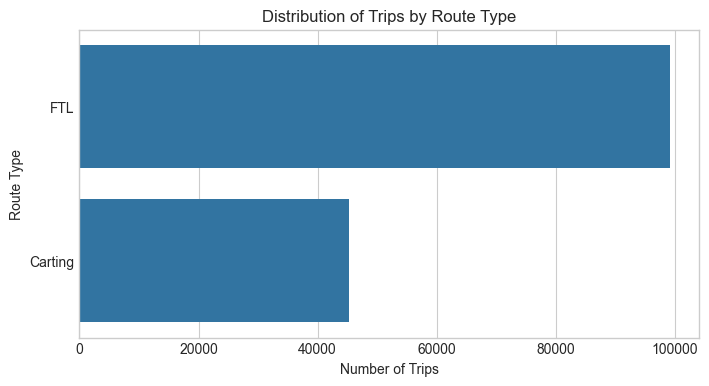 Distribution of Trips by Route Type
FTL
Carting
Route Type
0 20000 40000 60000 80000 100000
Number of Trips